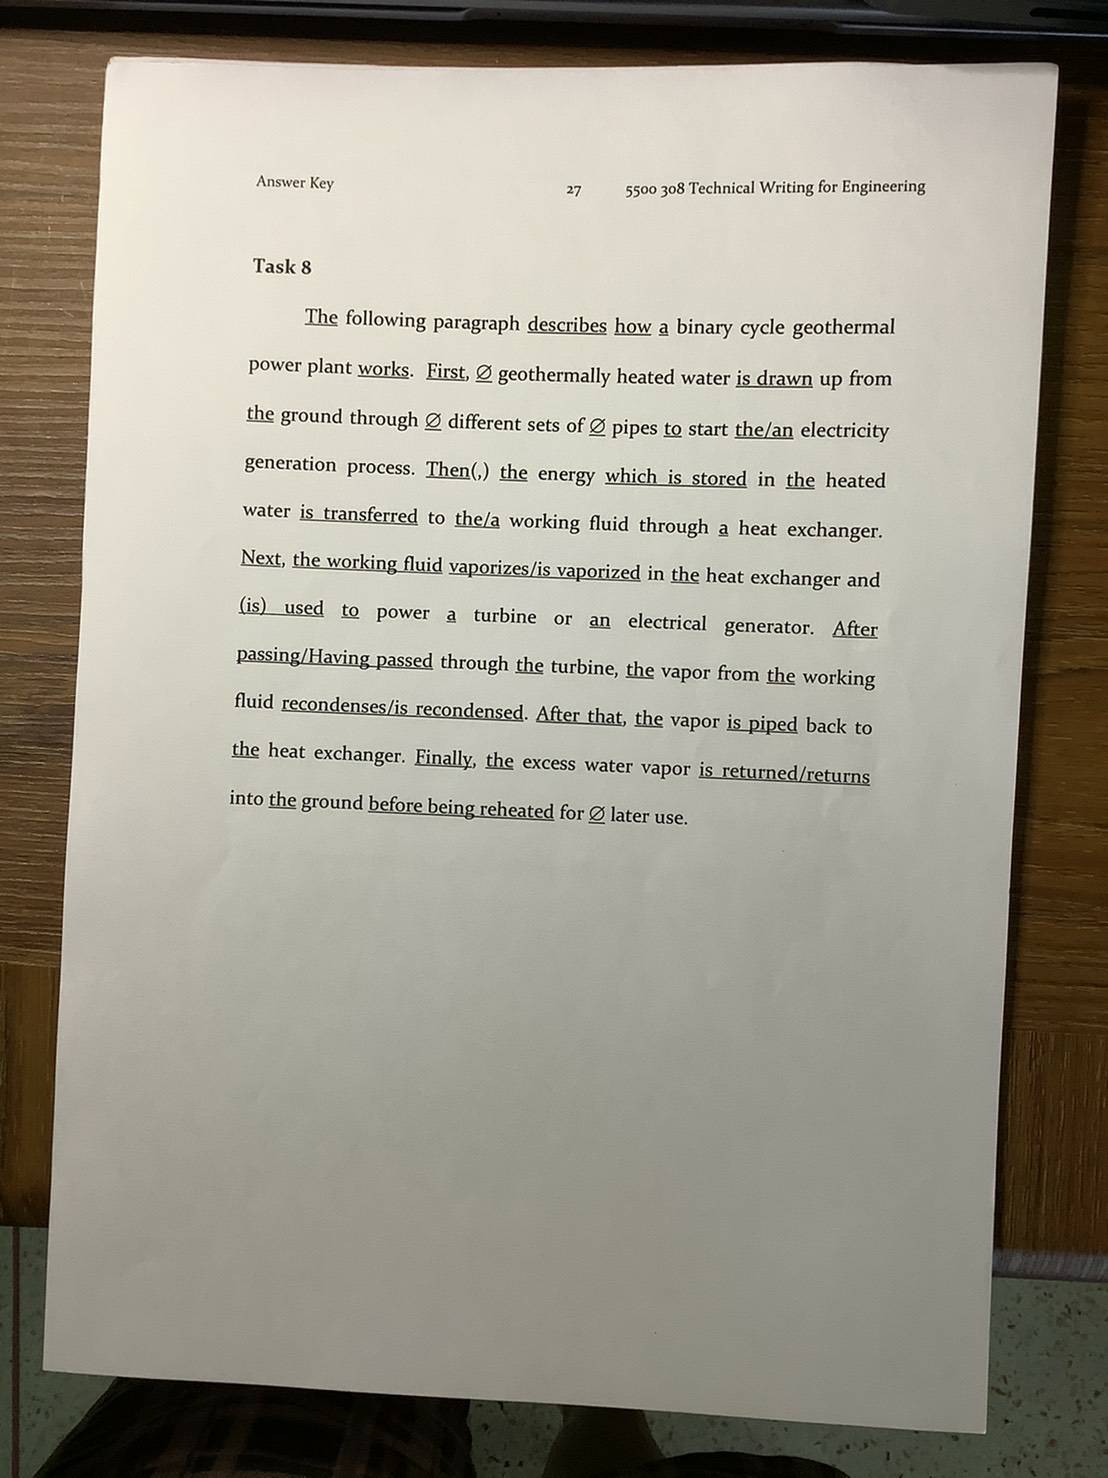 Answer Key 27 5500 308 Technical Writing for Engineering
Task 8
The following paragraph describes how a binary cycle geothermal
power plant works. First, Ø geothermally heated water is drawn up from
the ground through Ø different sets of Ø pipes to start the/an electricity
generation process. Then(,) the energy which is stored in the heated
water is transferred to the/a working fluid through a heat exchanger.
Next, the working fluid vaporizes/is vaporized in the heat exchanger and
(is) used to power a turbine or an electrical generator. After
passing/Having passed through the turbine, the vapor from the working
fluid recondenses/is recondensed. After that, the vapor is piped back to
the heat exchanger. Finally, the excess water vapor is returned/returns
into the ground before being reheated for Ø later use.